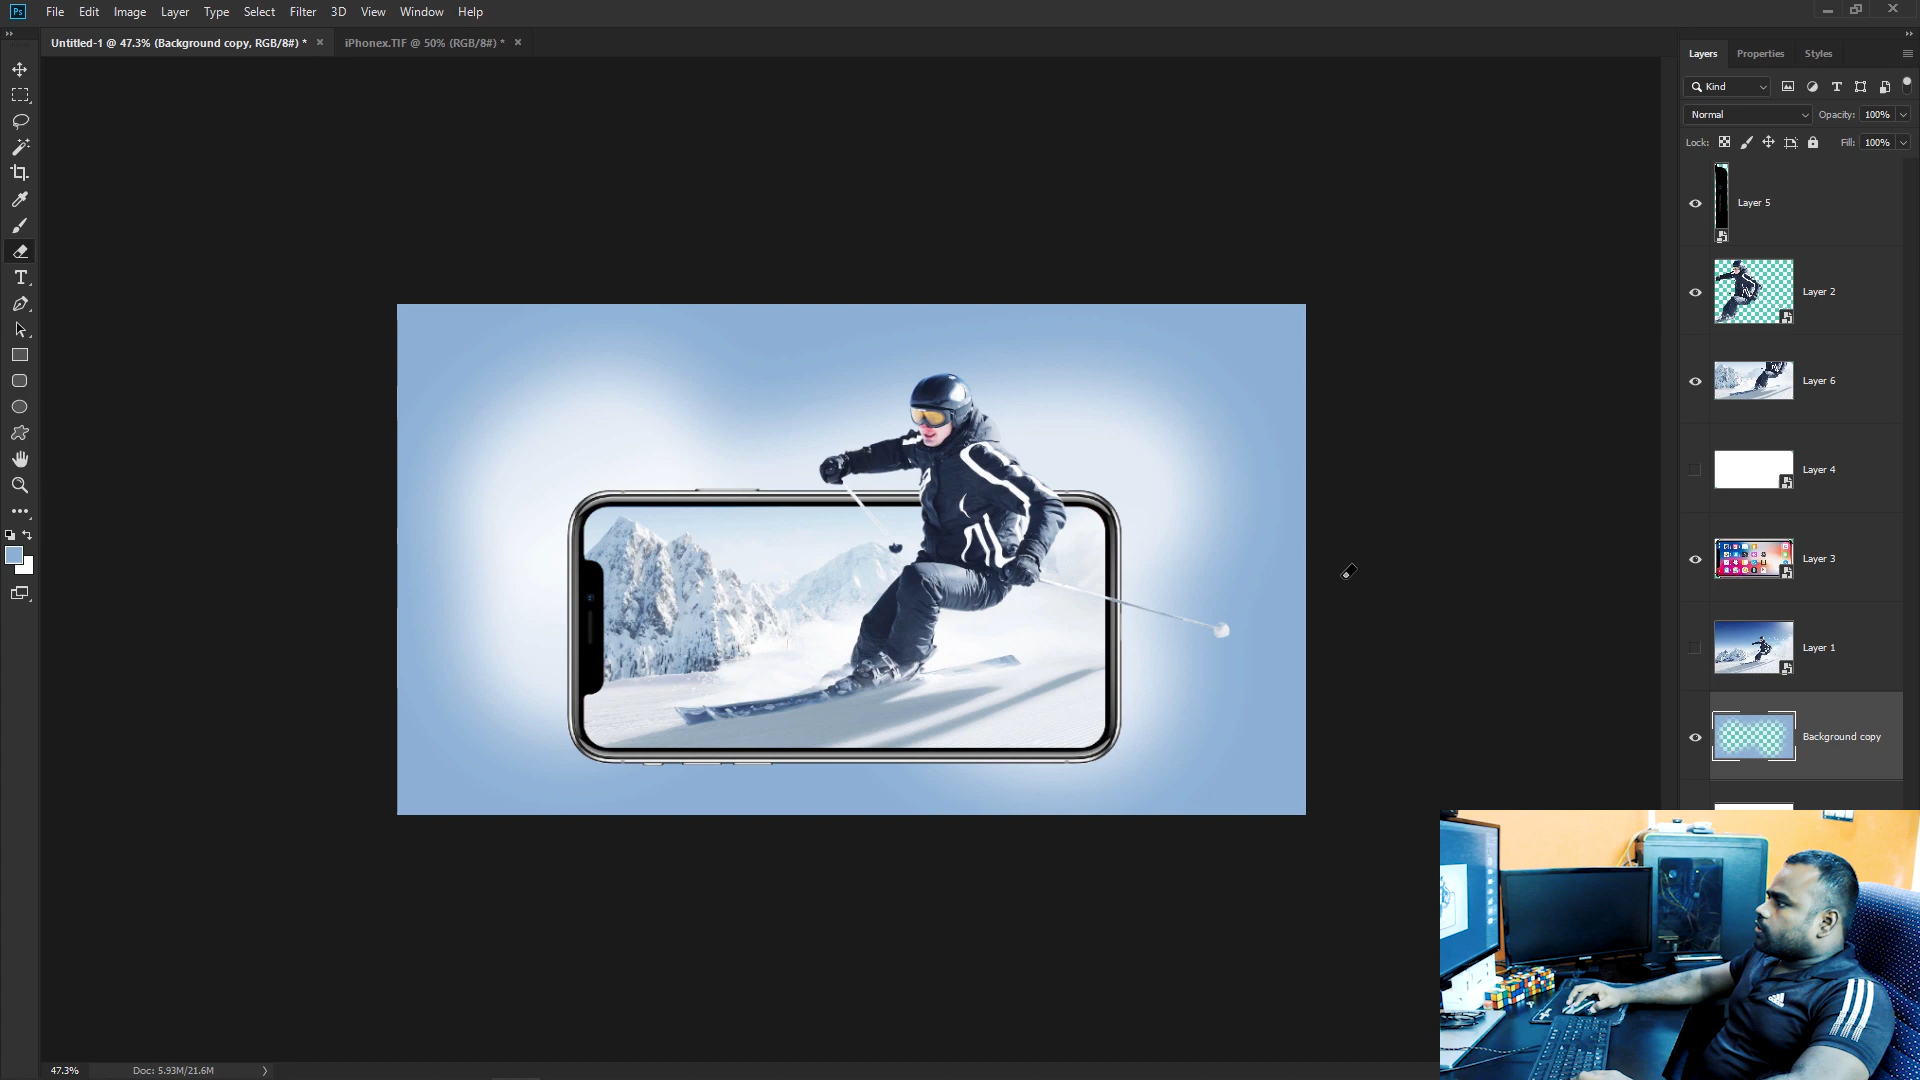 Ps File Edit Image Layer Type Select Filter 3D View Window Help
Untitled-1 @ 47.3% (Background copy, RGB/8#) * ×
iPhonex.TIF @ 50% (RGB/8#) * ×
Layers Properties Styles
Kind
Normal Opacity: 100%
Lock: Fill: 100%
Layer 5
Layer 2
Layer 6
Layer 4
Layer 3
Layer 1
Background copy
47.3% Doc: 5.93M/21.6M